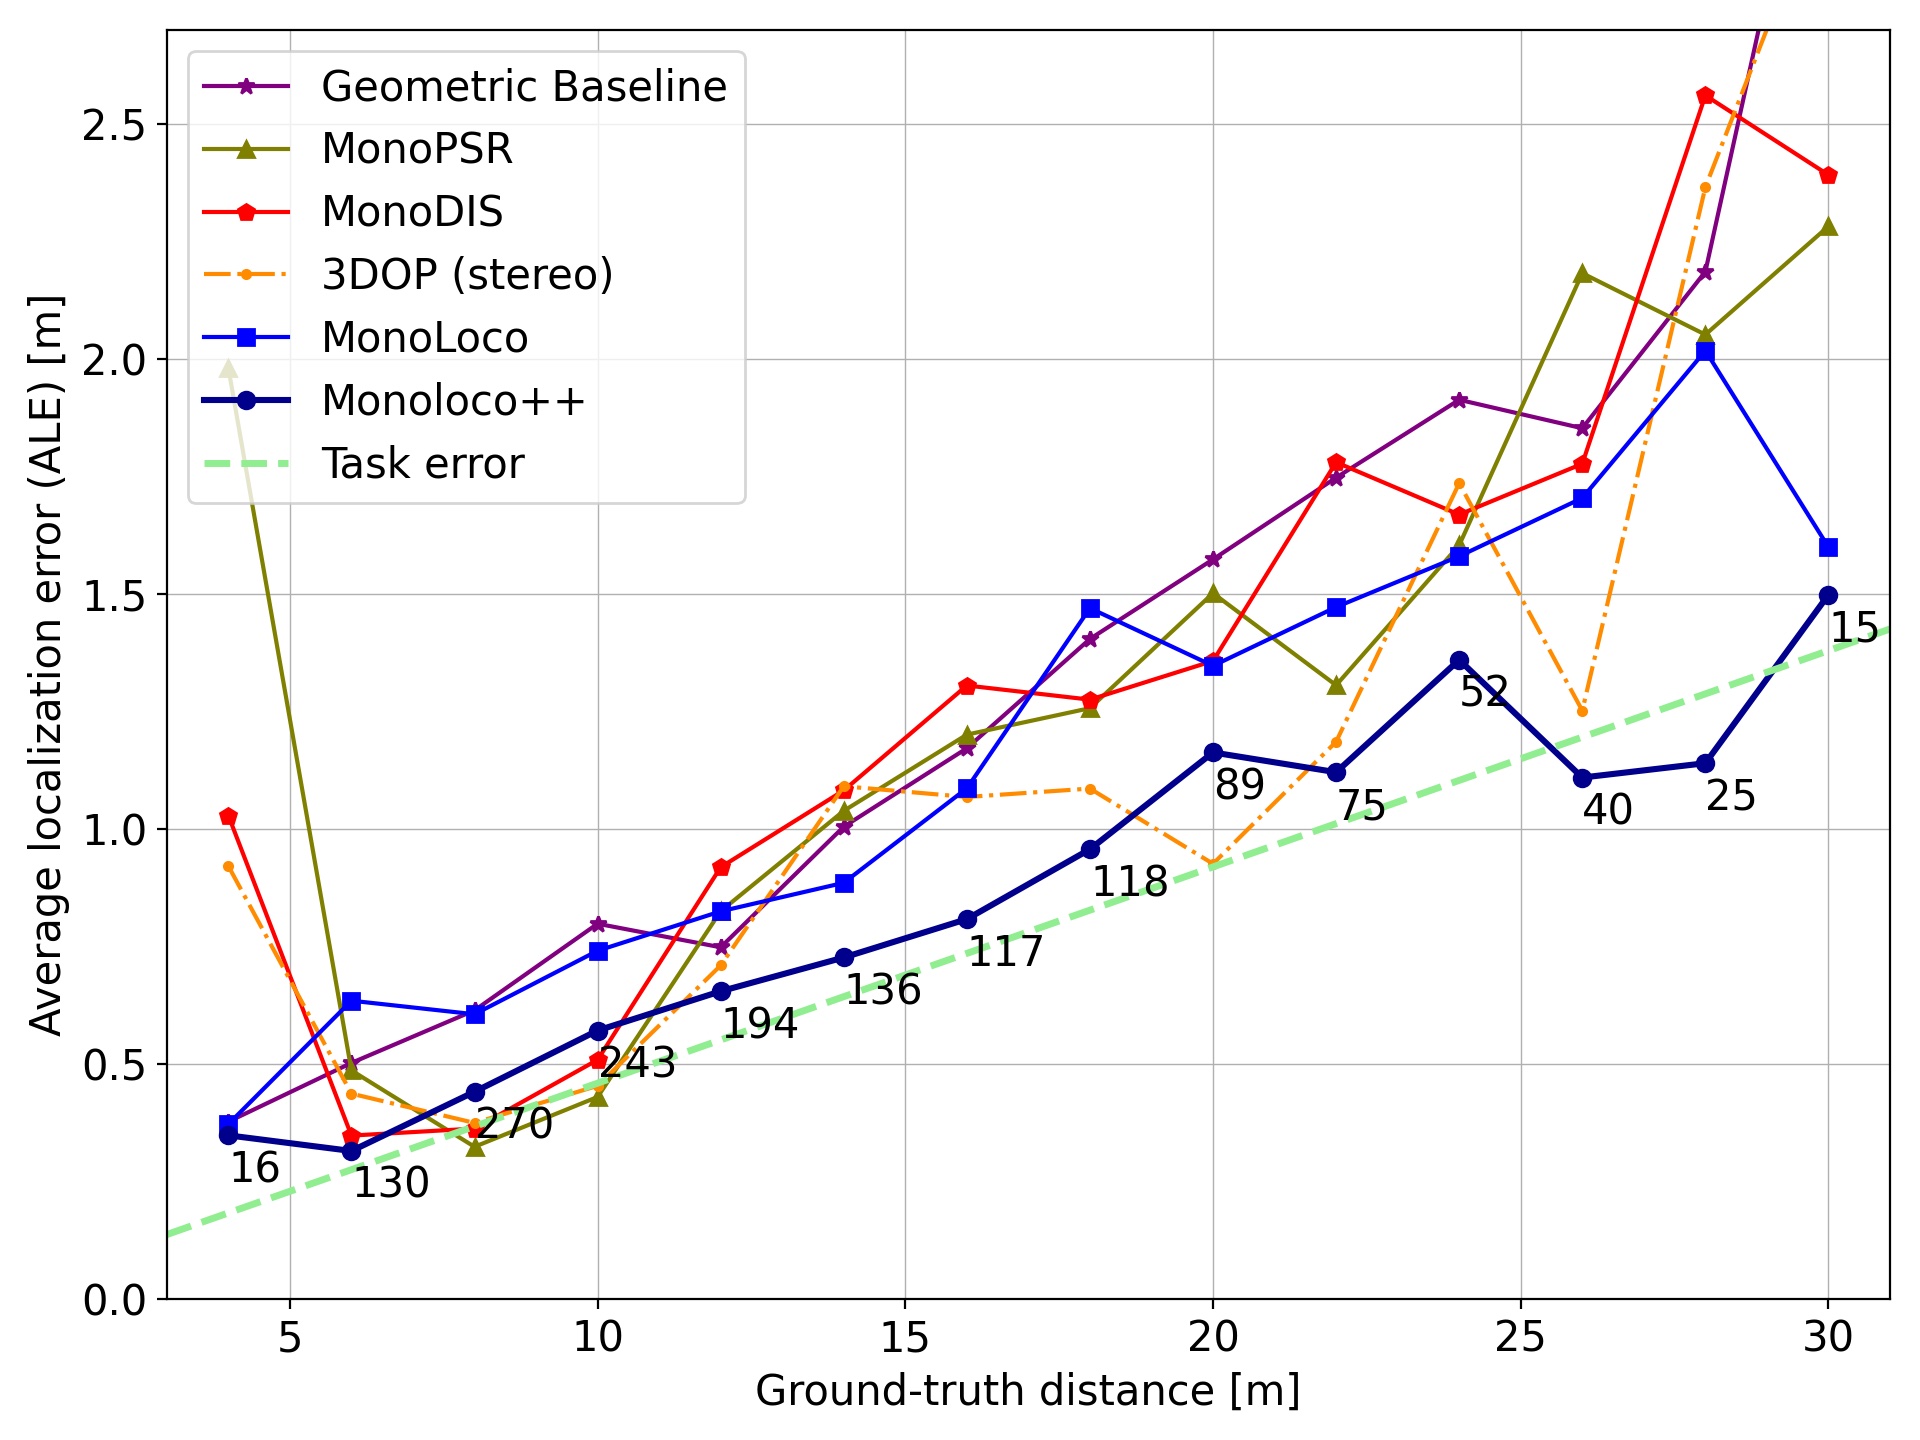 Geometric Baseline
MonoPSR
MonoDIS
3DOP (stereo)
MonoLoco
Monoloco++
Task error
Average localization error (ALE) [m]
2.5
2.0
1.5
1.0
0.5
0.0
16
130
270
243
194
136
117
118
89
75
52
40
25
15
5
10
15
20
25
30
Ground-truth distance [m]